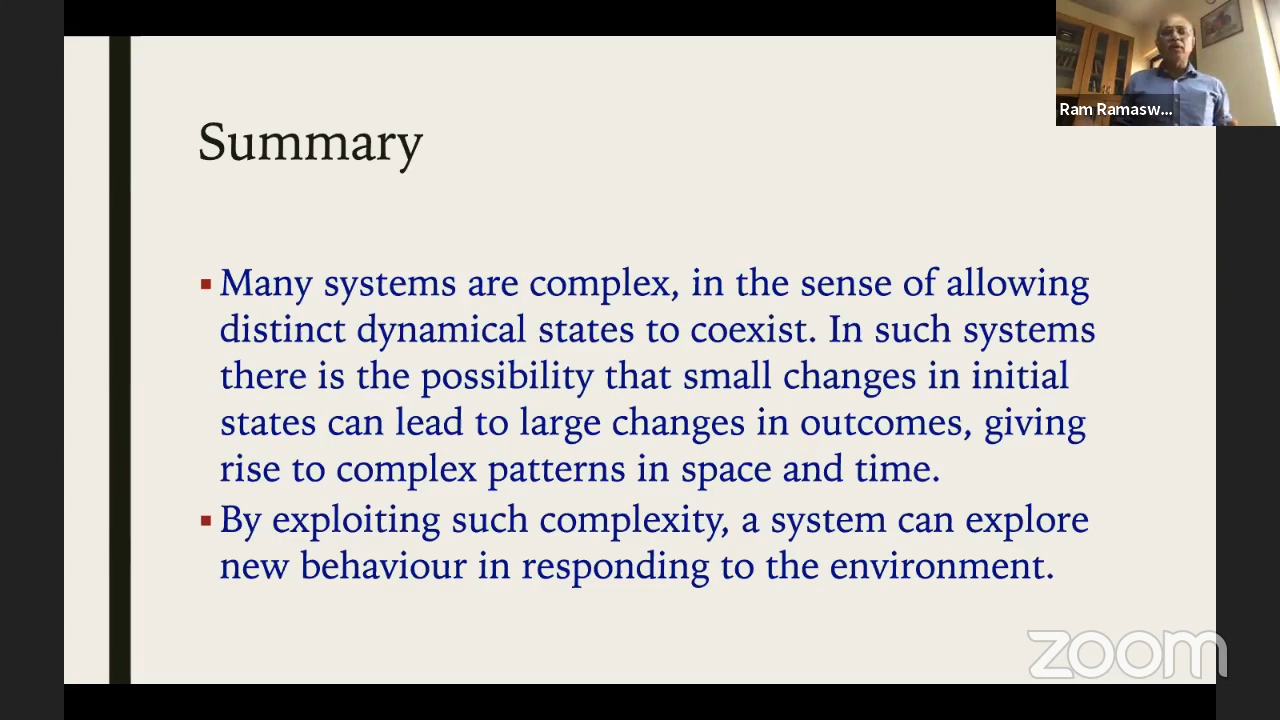 Ram Ramasw...
Summary
Many systems are complex, in the sense of allowing
distinct dynamical states to coexist. In such systems
there is the possibility that small changes in initial
states can lead to large changes in outcomes, giving
rise to complex patterns in space and time.
By exploiting such complexity, a system can explore
new behaviour in responding to the environment.
zoom